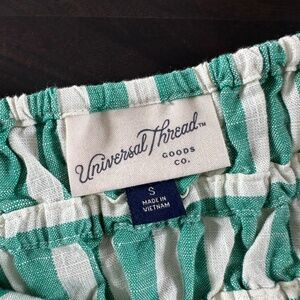 Universal Thread™
GOODS
CO.
S
MADE IN
VIETNAM